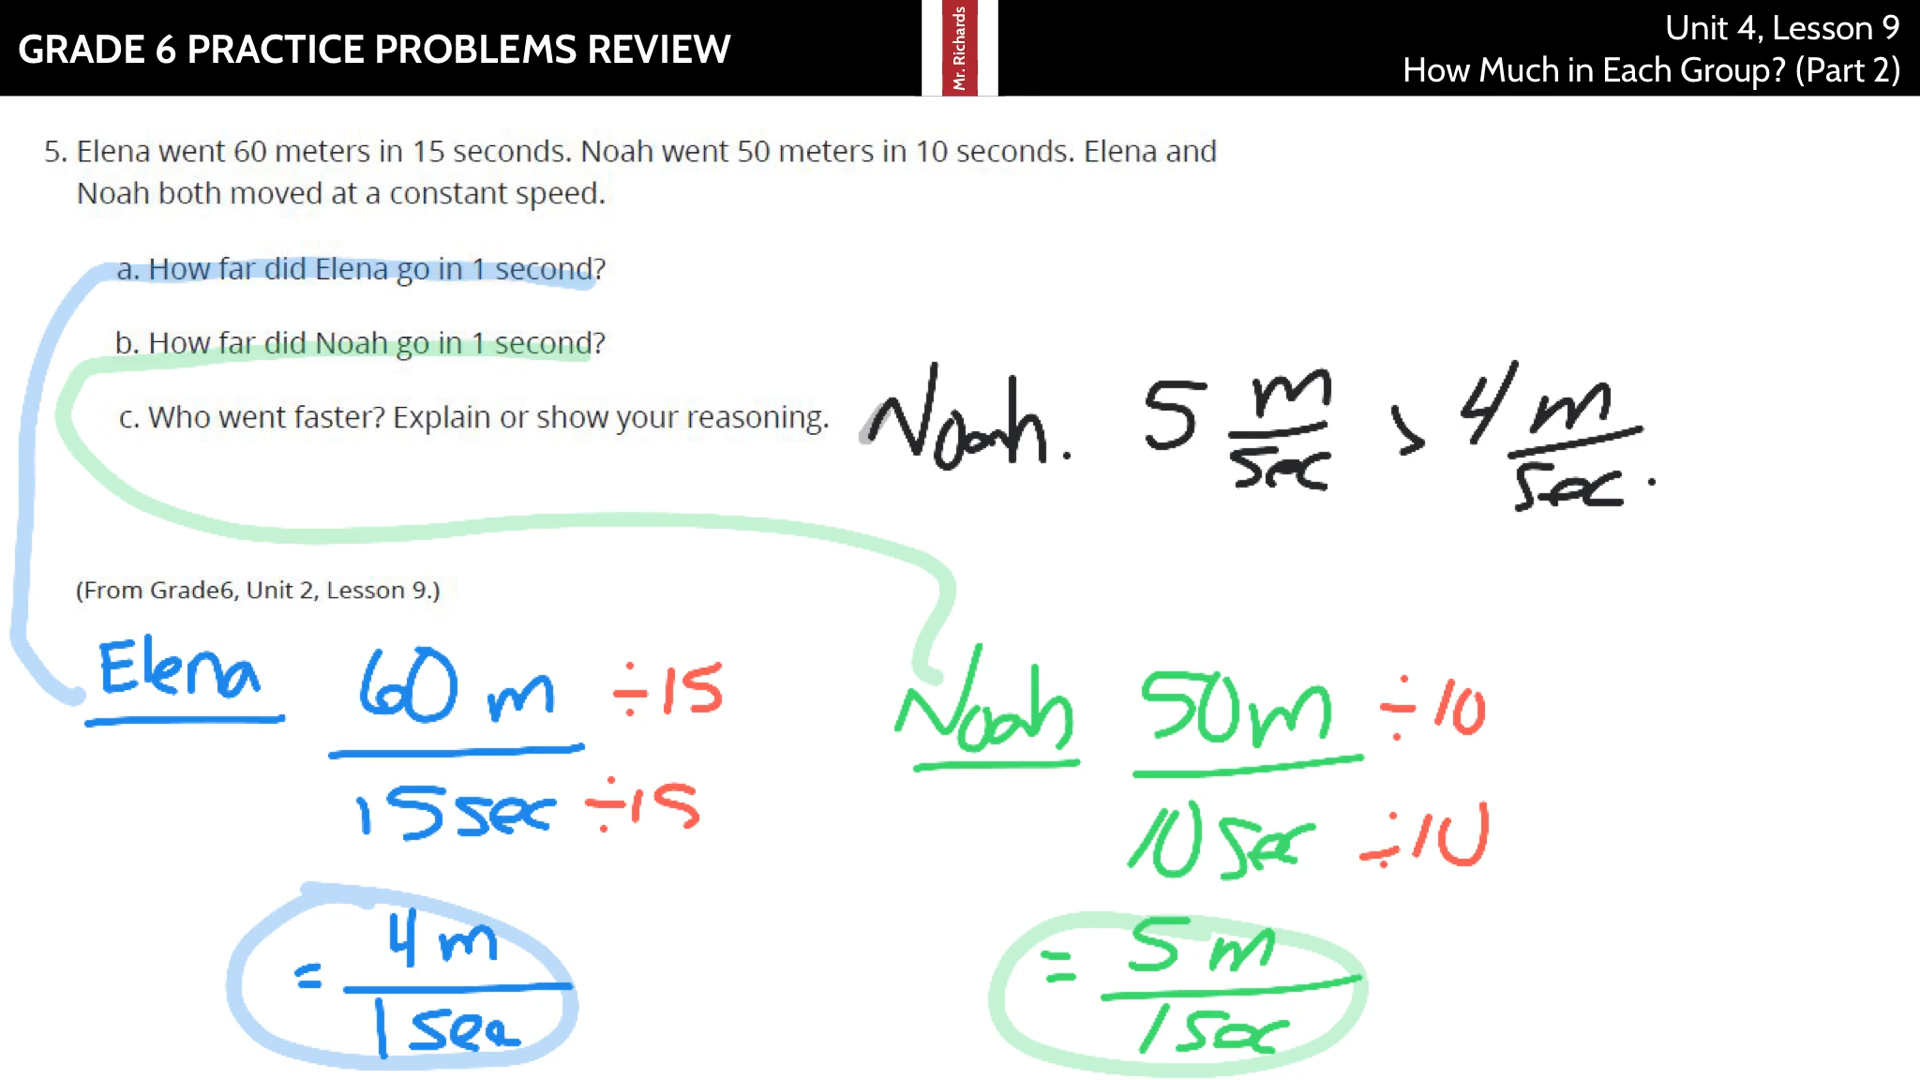 GRADE 6 PRACTICE PROBLEMS REVIEW
Mr. Richards
Unit 4, Lesson 9
How Much in Each Group? (Part 2)
5. Elena went 60 meters in 15 seconds. Noah went 50 meters in 10 seconds. Elena and
Noah both moved at a constant speed.
a. How far did Elena go in 1 second?
b. How far did Noah go in 1 second?
c. Who went faster? Explain or show your reasoning.
Noah. 5 m/sec > 4 m/sec.
(From Grade6, Unit 2, Lesson 9.)
Elena
60 m ÷15
15 sec ÷15
= 4 m
1 sec
Noah
50 m ÷10
10 sec ÷10
= 5 m
1 sec